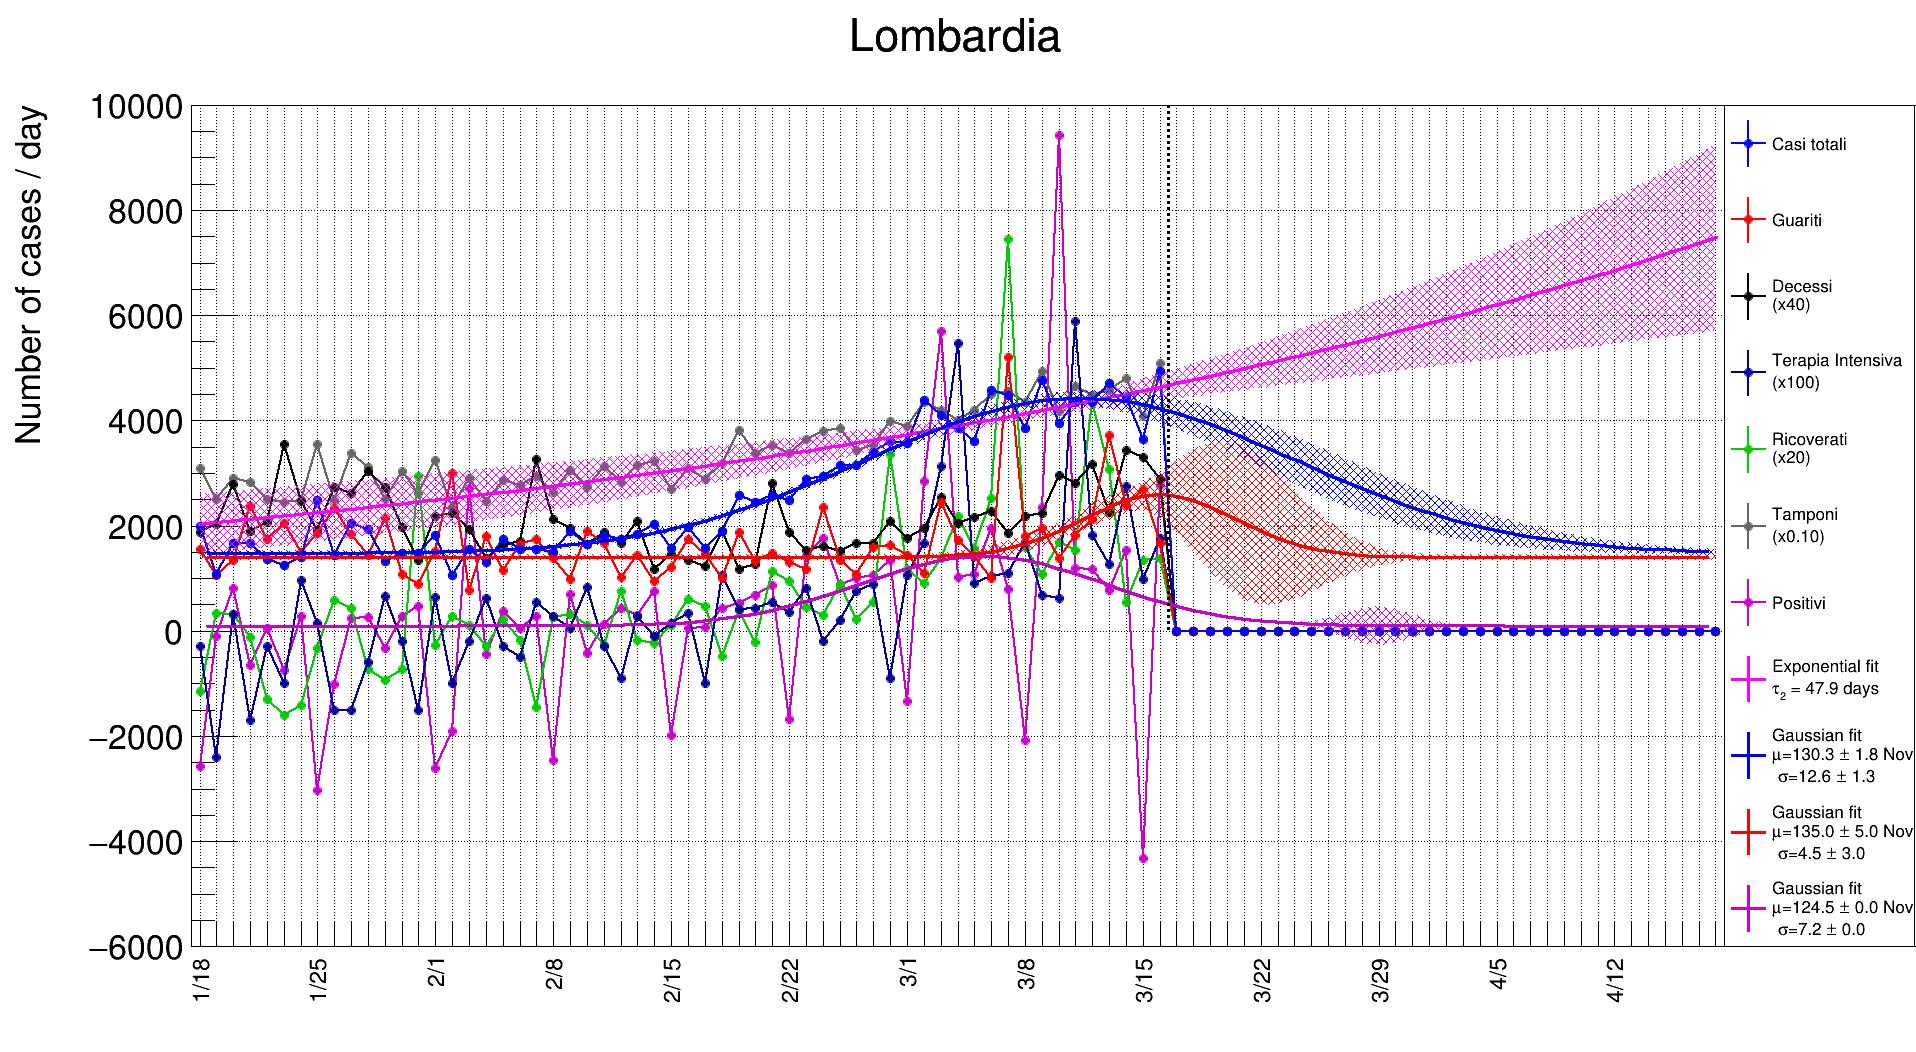 Lombardia
Number of cases / day
10000
8000
6000
4000
2000
0
−2000
−4000
−6000
1/18
1/25
2/1
2/8
2/15
2/22
3/1
3/8
3/15
3/22
3/29
4/5
4/12
Casi totali
Guariti
Decessi
(x40)
Terapia Intensiva
(x100)
Ricoverati
(x20)
Tamponi
(x0.10)
Positivi
Exponential fit
τ2 = 47.9 days
Gaussian fit
μ=130.3 ± 1.8 Nov
σ=12.6 ± 1.3
Gaussian fit
μ=135.0 ± 5.0 Nov
σ=4.5 ± 3.0
Gaussian fit
μ=124.5 ± 0.0 Nov
σ=7.2 ± 0.0